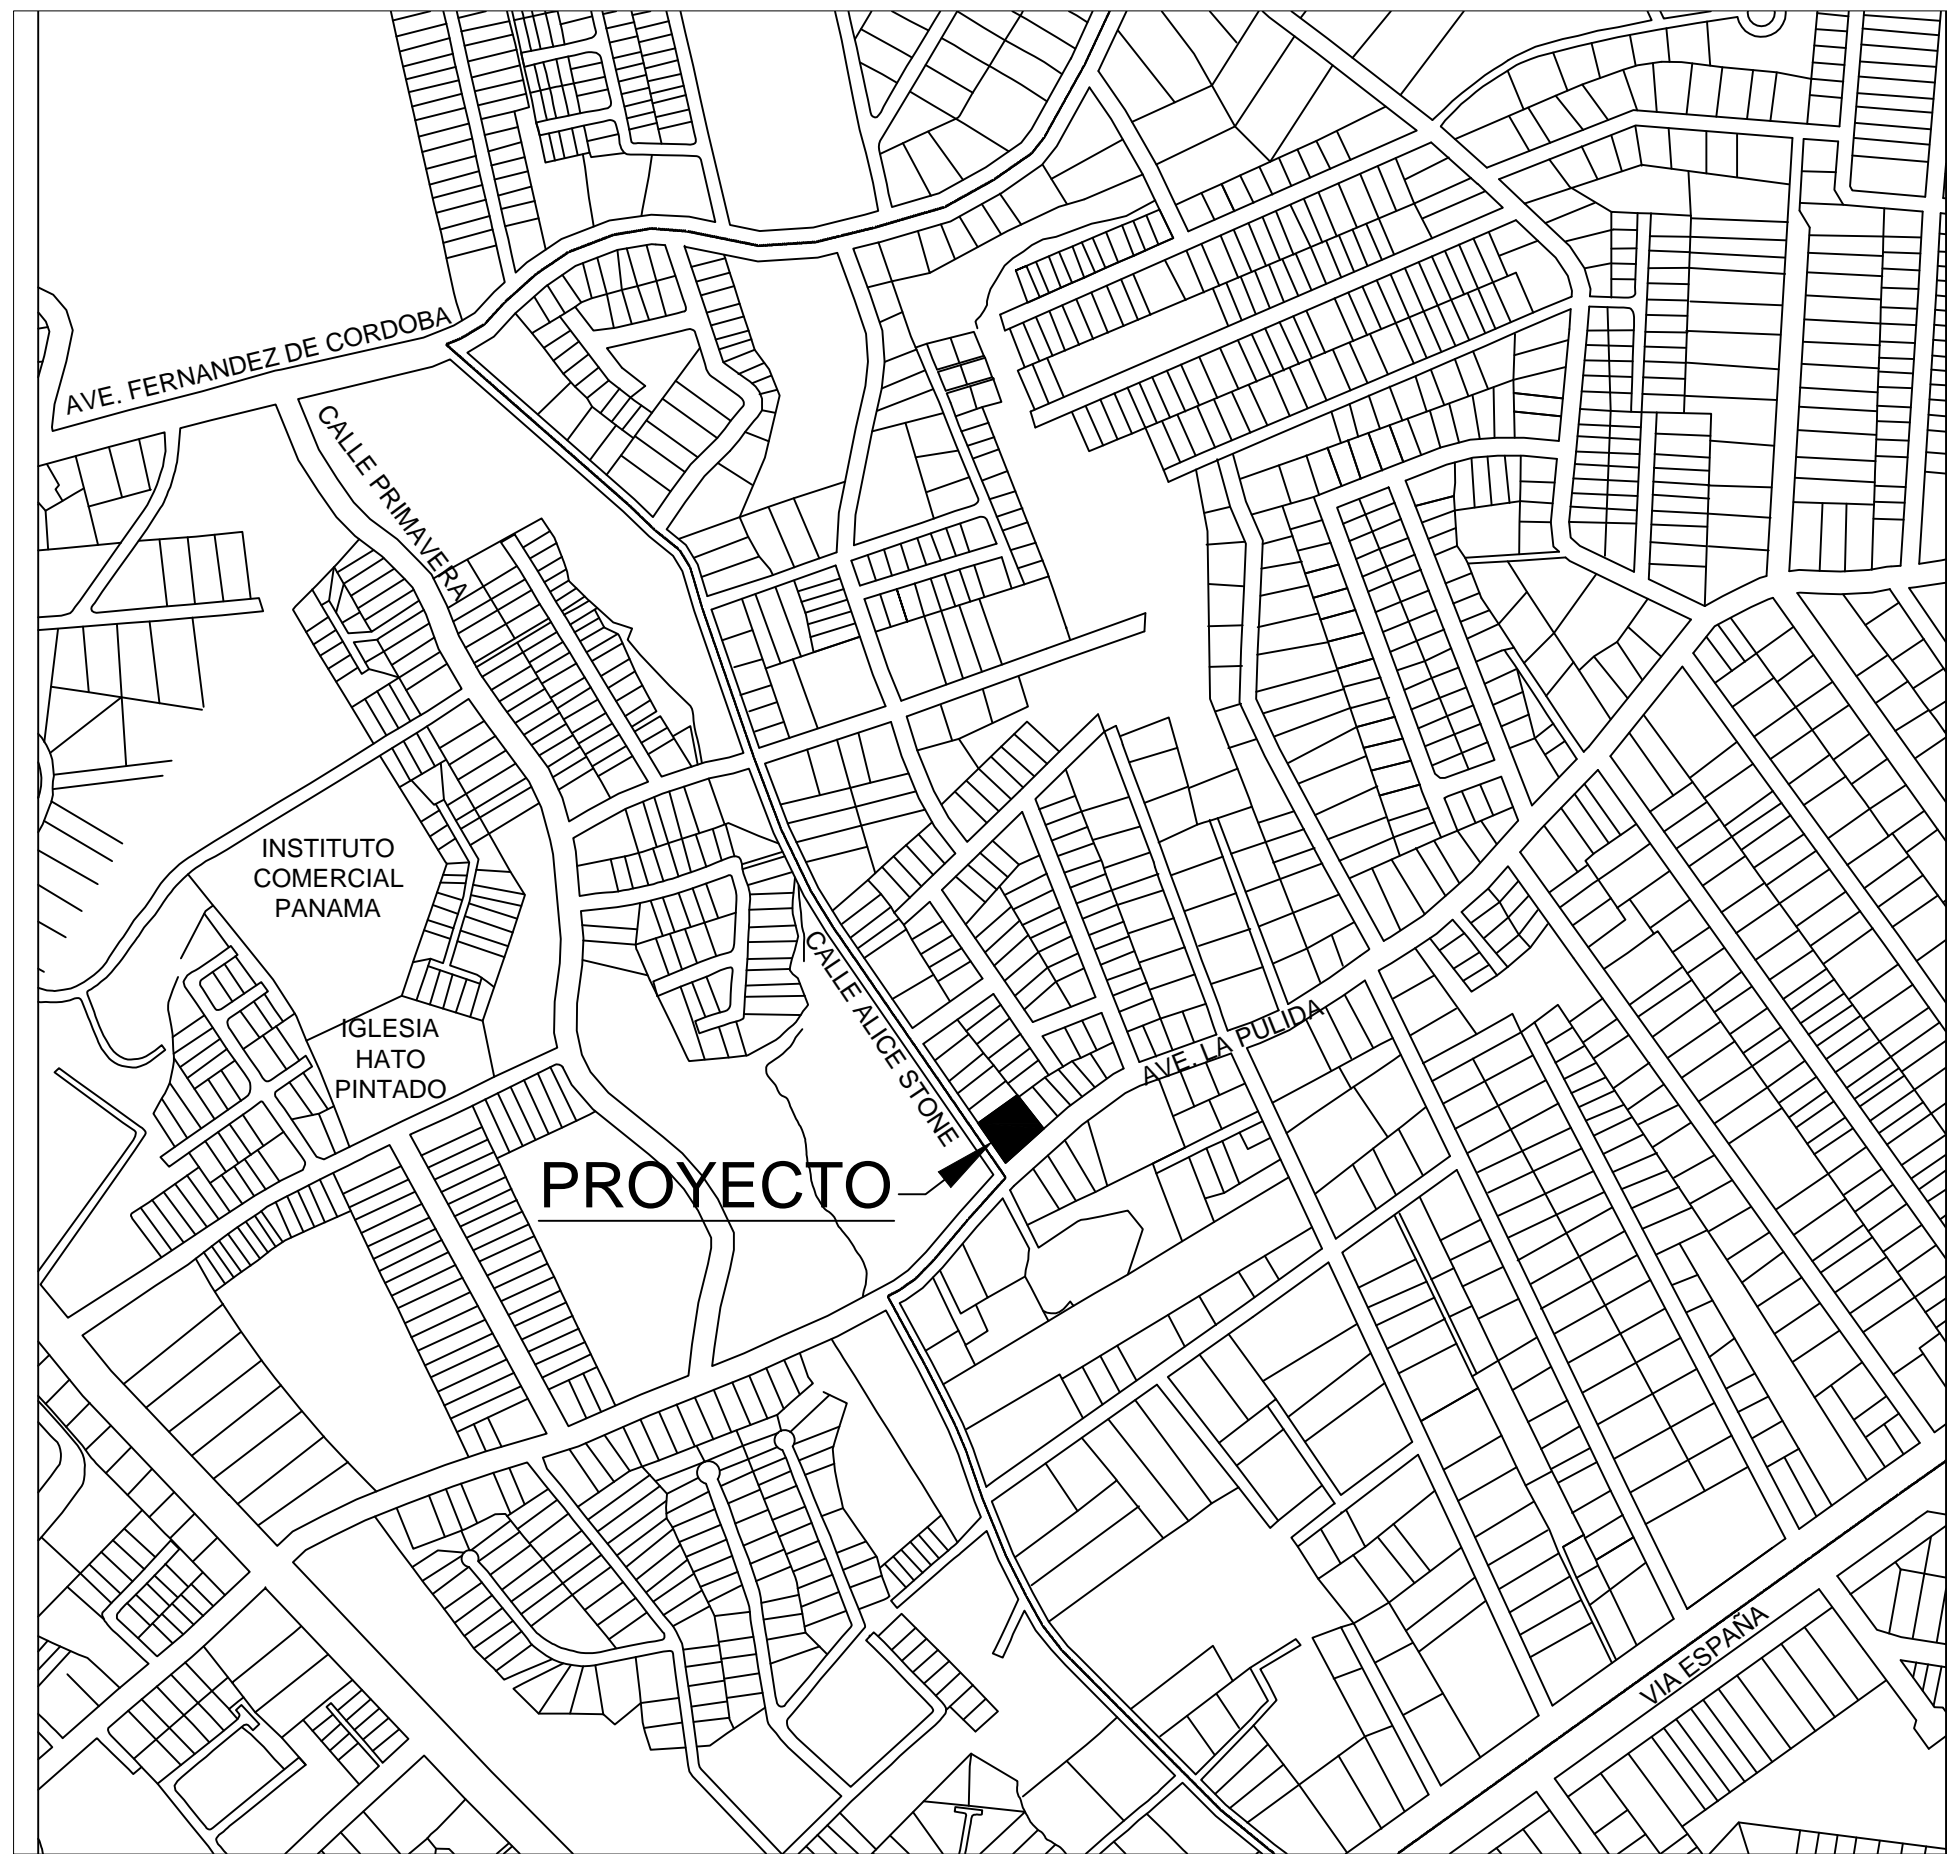 AVE. FERNANDEZ DE CORDOBA
CALLE PRIMAVERA
INSTITUTO
COMERCIAL
PANAMA
IGLESIA
HATO
PINTADO
CALLE ALICE STONE
AVE. LA PULIDA
PROYECTO
VIA ESPAÑA